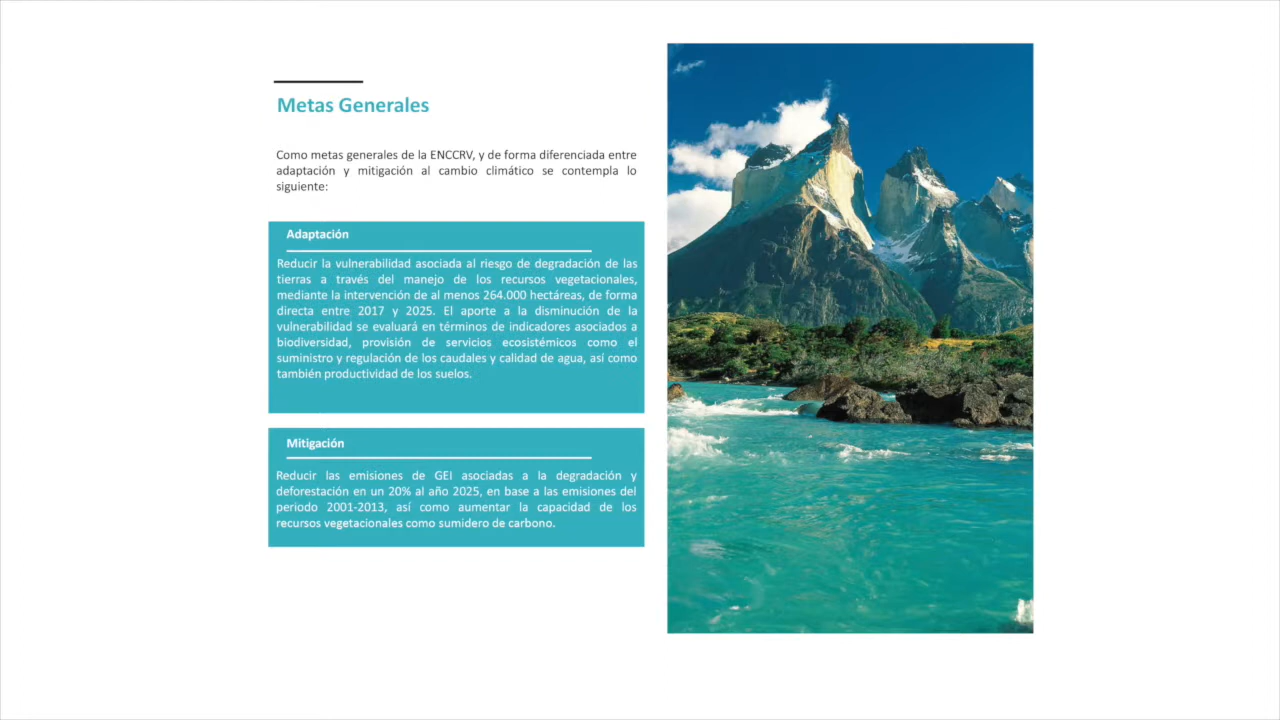 Metas Generales
Como metas generales de la ENCCRV, y de forma diferenciada entre
adaptación y mitigación al cambio climático se contempla lo
siguiente:
Adaptación
Reducir la vulnerabilidad asociada al riesgo de degradación de las
tierras a través del manejo de los recursos vegetacionales,
mediante la intervención de al menos 264.000 hectáreas, de forma
directa entre 2017 y 2025. El aporte a la disminución de la
vulnerabilidad se evaluará en términos de indicadores asociados a
biodiversidad, provisión de servicios ecosistémicos como el
suministro y regulación de los caudales y calidad de agua, así como
también productividad de los suelos.
Mitigación
Reducir las emisiones de GEI asociadas a la degradación y
deforestación en un 20% al año 2025, en base a las emisiones del
periodo 2001-2013, así como aumentar la capacidad de los
recursos vegetacionales como sumidero de carbono.